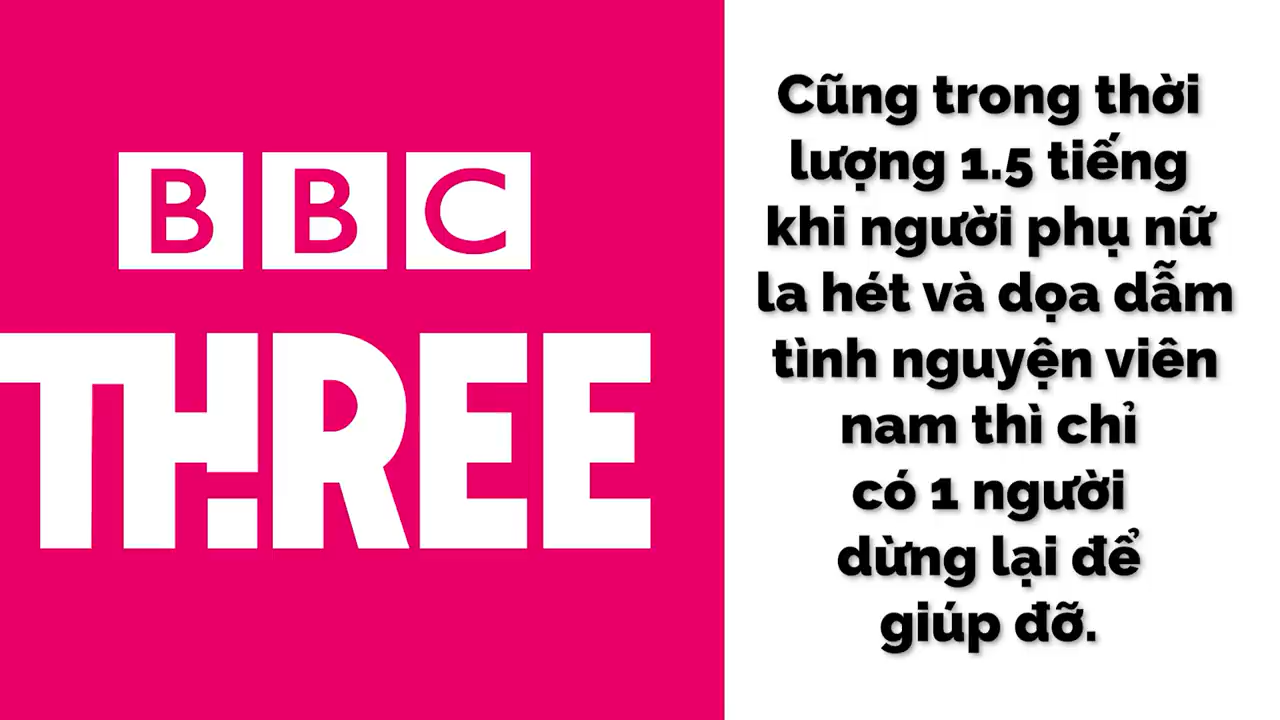 BBC
THREE
Cũng trong thời
lượng 1.5 tiếng
khi người phụ nữ
la hét và dọa dẫm
tình nguyện viên
nam thì chỉ
có 1 người
dừng lại để
giúp đỡ.